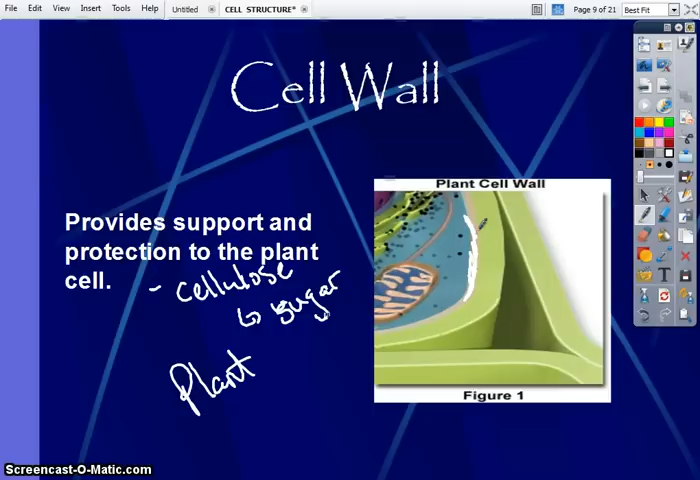 File Edit View Insert Tools Help Untitled CELL STRUCTURE* Page 9 of 21 Best Fit
Cell Wall
Plant Cell Wall
Provides support and
protection to the plant
cell.
- cellulose
↳ sugar
Plant
Figure 1
Screencast-O-Matic.com